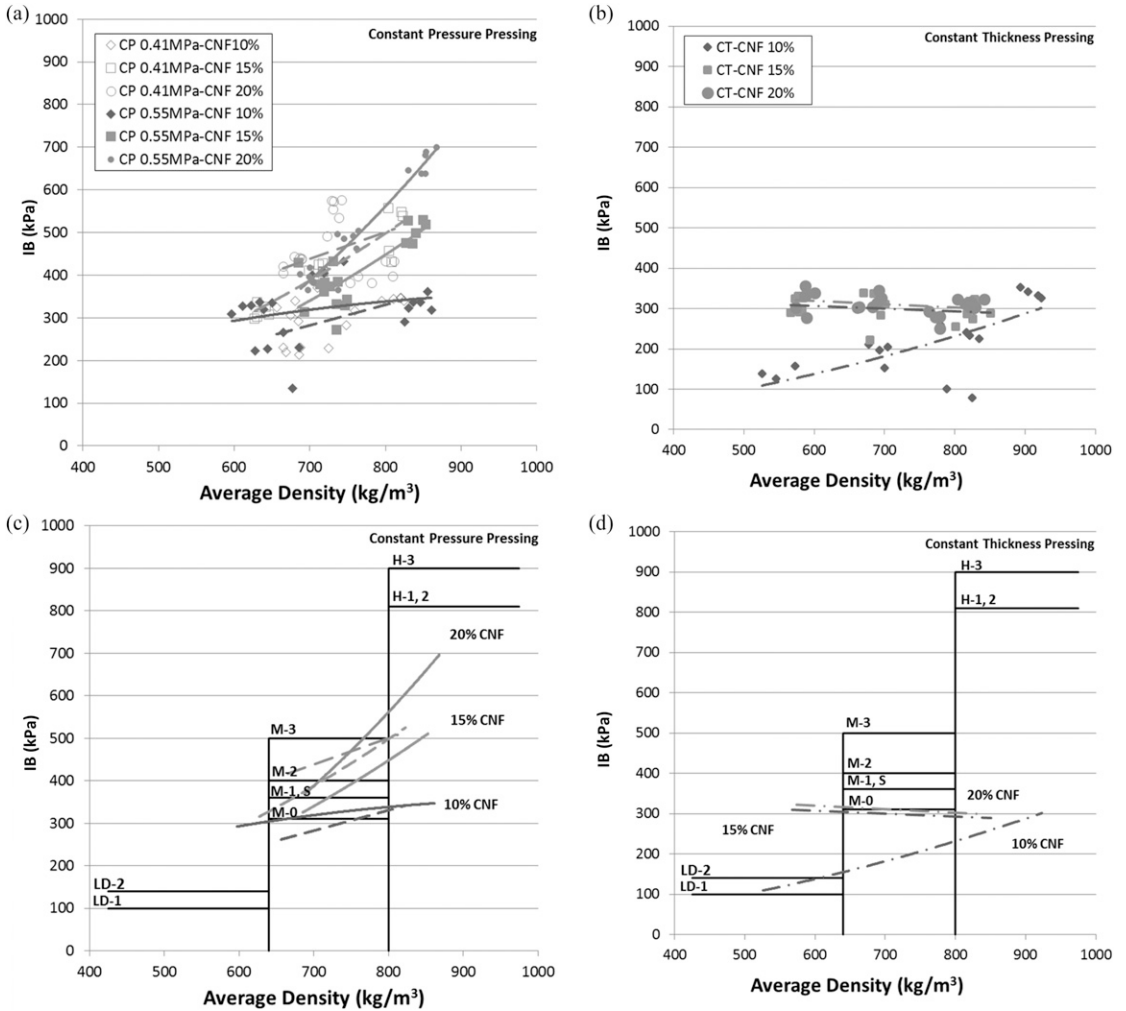 (a)
Constant Pressure Pressing
CP 0.41MPa-CNF10%
CP 0.41MPa-CNF 15%
CP 0.41MPa-CNF 20%
CP 0.55MPa-CNF 10%
CP 0.55MPa-CNF 15%
CP 0.55MPa-CNF 20%
IB (kPa)
1000
900
800
700
600
500
400
300
200
100
0
400 500 600 700 800 900 1000
Average Density (kg/m³)
(b)
Constant Thickness Pressing
CT-CNF 10%
CT-CNF 15%
CT-CNF 20%
IB (kPa)
1000
900
800
700
600
500
400
300
200
100
0
400 500 600 700 800 900 1000
Average Density (kg/m³)
(c)
Constant Pressure Pressing
H-3
H-1, 2
20% CNF
M-3
15% CNF
M-2
M-1, S
10% CNF
M-0
LD-2
LD-1
IB (kPa)
1000
900
800
700
600
500
400
300
200
100
0
400 500 600 700 800 900 1000
Average Density (kg/m³)
(d)
Constant Thickness Pressing
H-3
H-1, 2
M-3
M-2
M-1, S
M-0
20% CNF
15% CNF
10% CNF
LD-2
LD-1
IB (kPa)
1000
900
800
700
600
500
400
300
200
100
0
400 500 600 700 800 900 1000
Average Density (kg/m³)